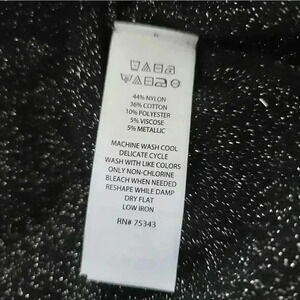 44% NYLON
36% COTTON
10% POLYESTER
5% VISCOSE
5% METALLIC
MACHINE WASH COOL
DELICATE CYCLE
WASH WITH LIKE COLORS
ONLY NON-CHLORINE
BLEACH WHEN NEEDED
RESHAPE WHILE DAMP
DRY FLAT
LOW IRON
RN# 75343